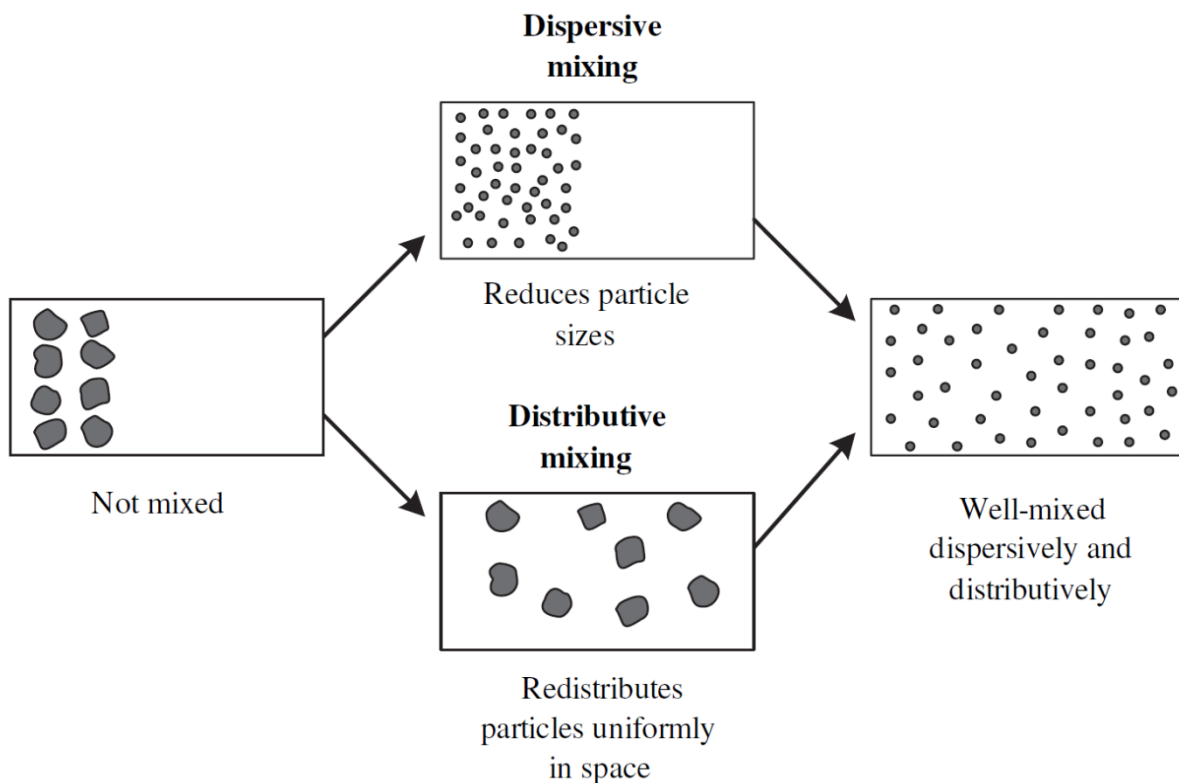 Dispersive
mixing
Reduces particle
sizes
Not mixed
Distributive
mixing
Redistributes
particles uniformly
in space
Well-mixed
dispersively and
distributively